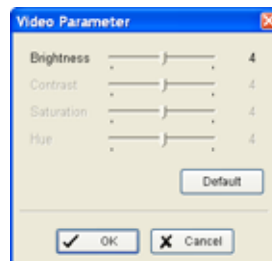 Video Parameter
Brightness 4
Contrast 4
Saturation 4
Hue 4
Default
OK Cancel